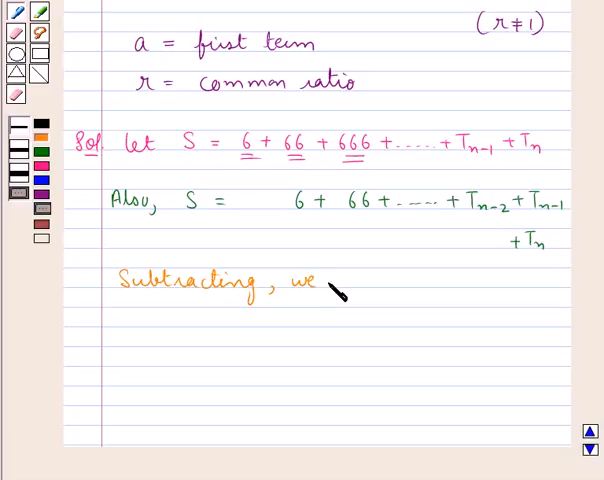 (r≠1)
a = first term
r = common ratio
Sol. Let S = 6 + 66 + 666 + ...... + Tn-1 + Tn
Also, S = 6 + 66 + ...... + Tn-2 + Tn-1
+ Tn
Subtracting, we